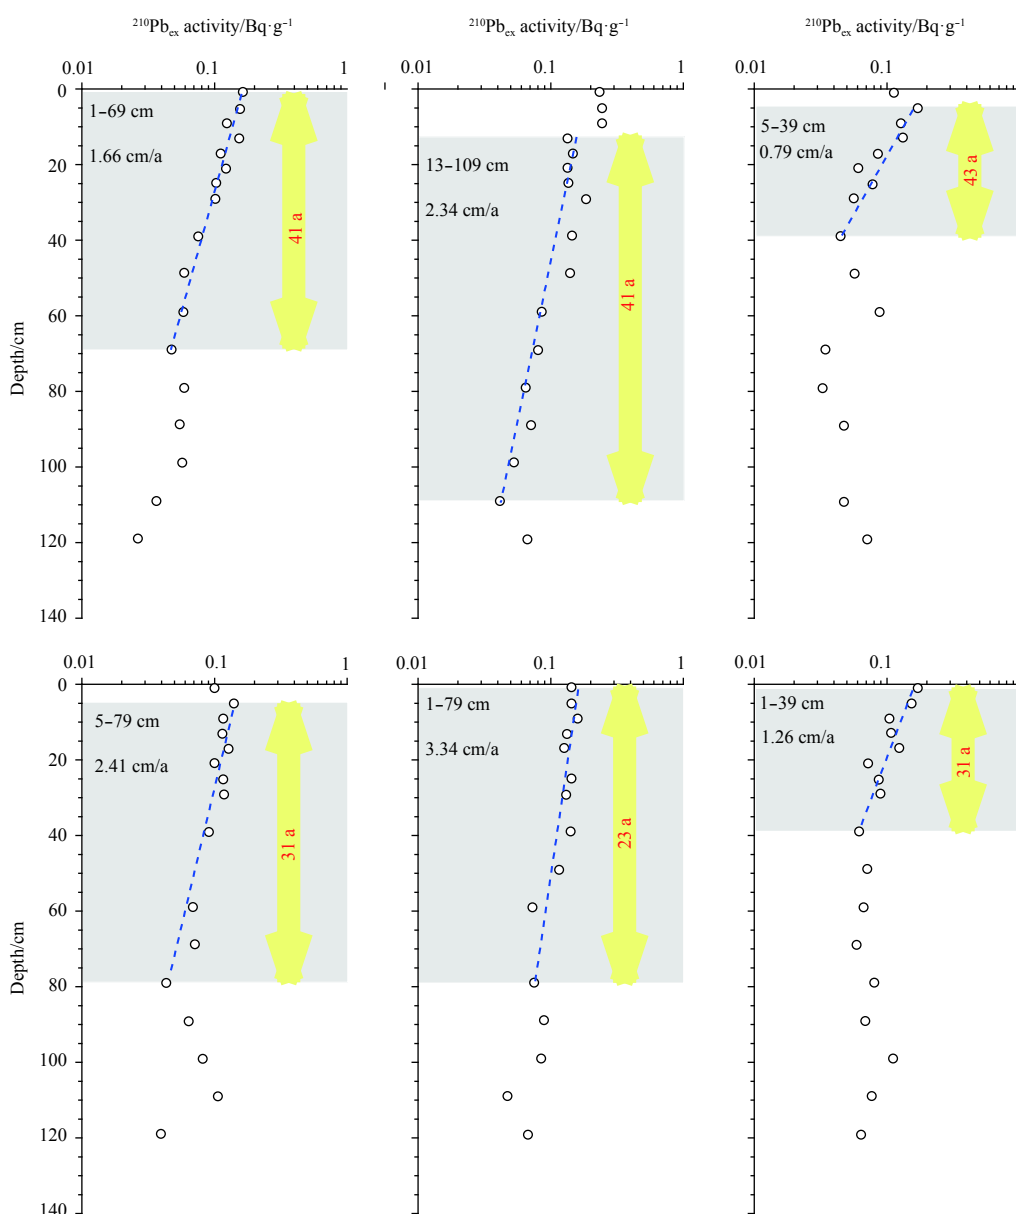 ²¹⁰Pbₑₓ activity/Bq·g⁻¹
0.01 0.1 1
0
20
40
60
80
100
120
140
Depth/cm
1–69 cm
1.66 cm/a
41 a
²¹⁰Pbₑₓ activity/Bq·g⁻¹
0.01 0.1 1
13–109 cm
2.34 cm/a
41 a
²¹⁰Pbₑₓ activity/Bq·g⁻¹
0.01 0.1
5–39 cm
0.79 cm/a
43 a
0.01 0.1 1
0
20
40
60
80
100
120
140
Depth/cm
5–79 cm
2.41 cm/a
31 a
0.01 0.1 1
1–79 cm
3.34 cm/a
23 a
0.01 0.1
1–39 cm
1.26 cm/a
31 a